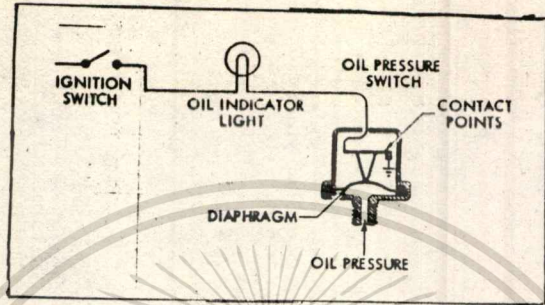 IGNITION
SWITCH
OIL INDICATOR
LIGHT
OIL PRESSURE
SWITCH
CONTACT
POINTS
DIAPHRAGM
OIL PRESSURE